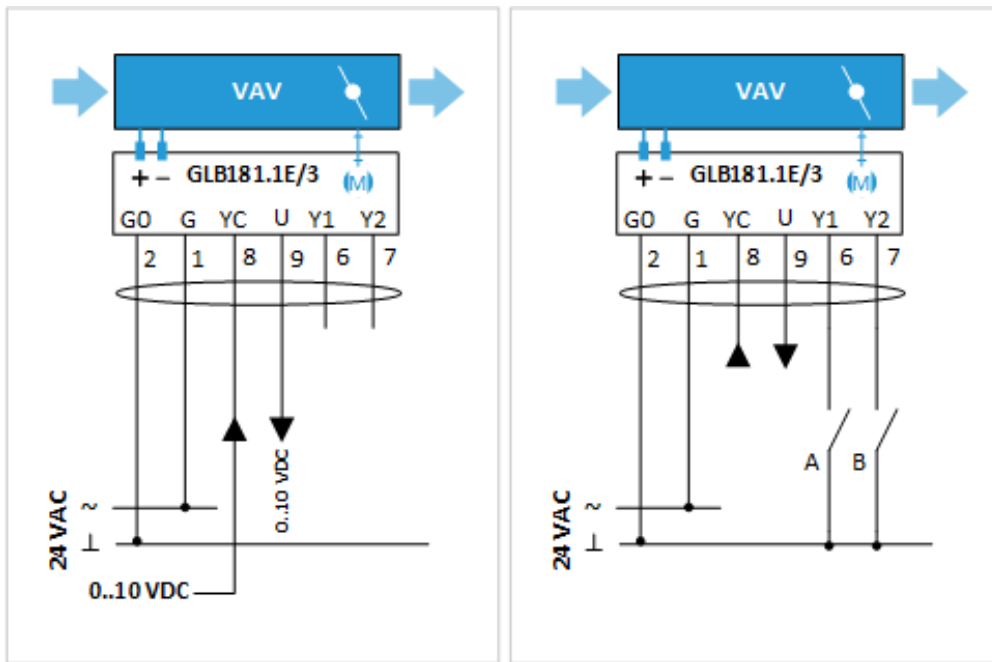 VAV
+ − GLB181.1E/3 (M)
G0 G YC U Y1 Y2
2 1 8 9 6 7
0..10 VDC
24 VAC ~ ⊥
0..10 VDC
VAV
+ − GLB181.1E/3 (M)
G0 G YC U Y1 Y2
2 1 8 9 6 7
A B
24 VAC ~ ⊥